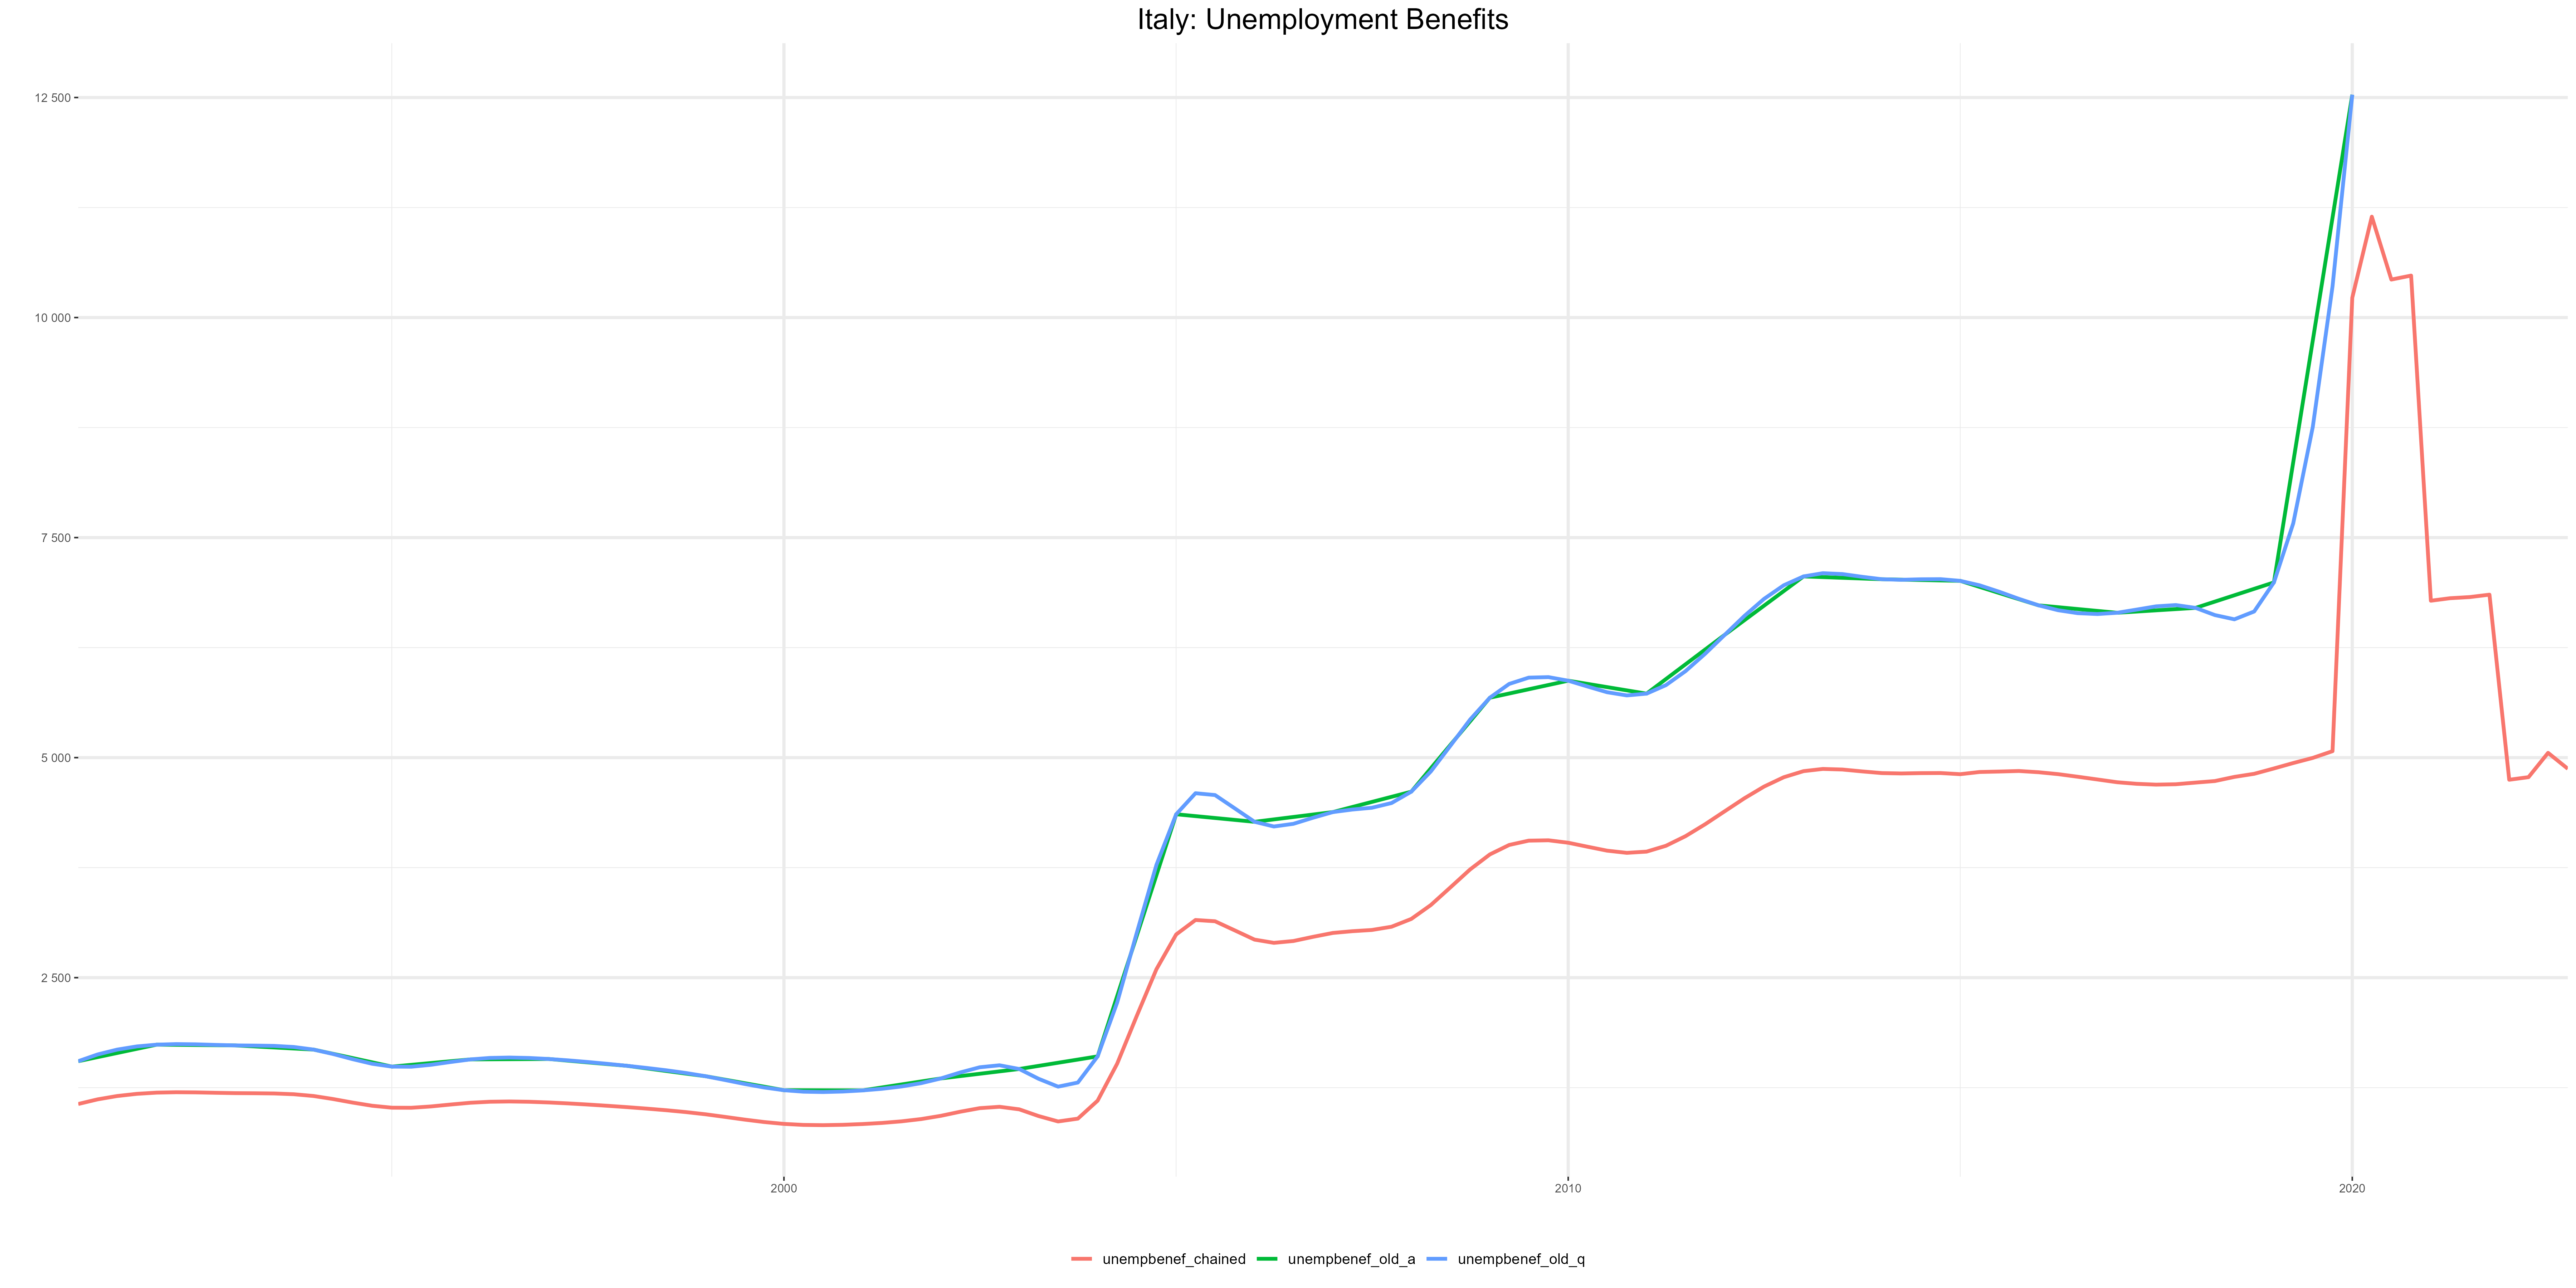 Italy: Unemployment Benefits
12 500
10 000
7 500
5 000
2 500
2000 2010 2020
unempbenef_chained unempbenef_old_a unempbenef_old_q